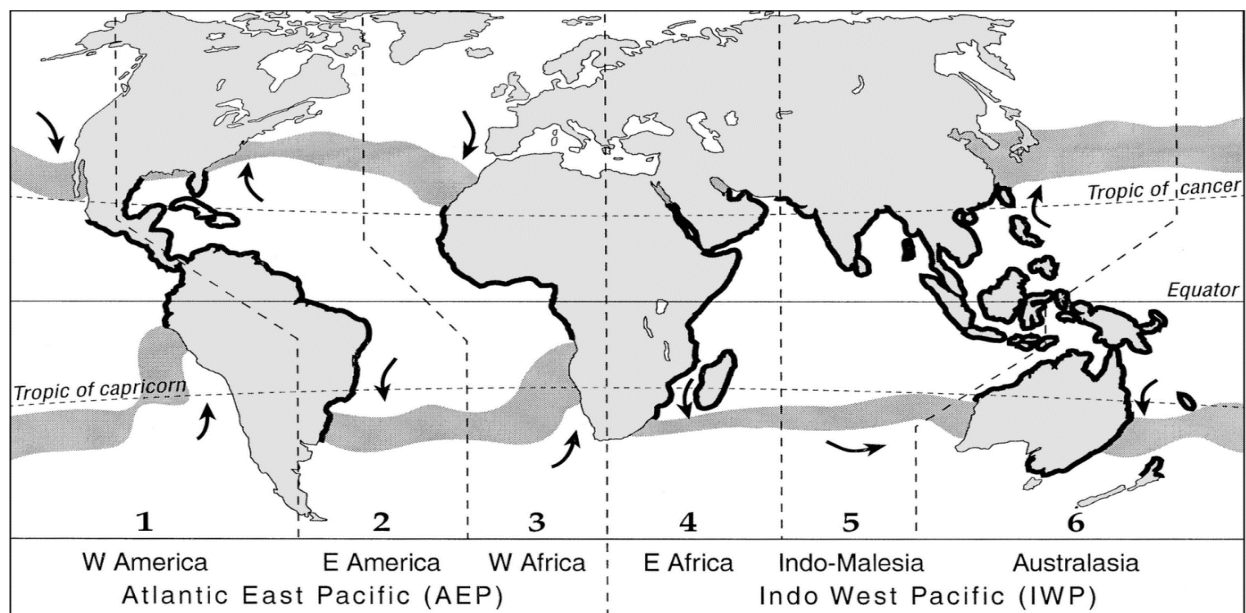 Tropic of cancer
Equator
Tropic of capricorn
1 2 3 4 5 6
W America E America W Africa E Africa Indo-Malesia Australasia
Atlantic East Pacific (AEP) Indo West Pacific (IWP)